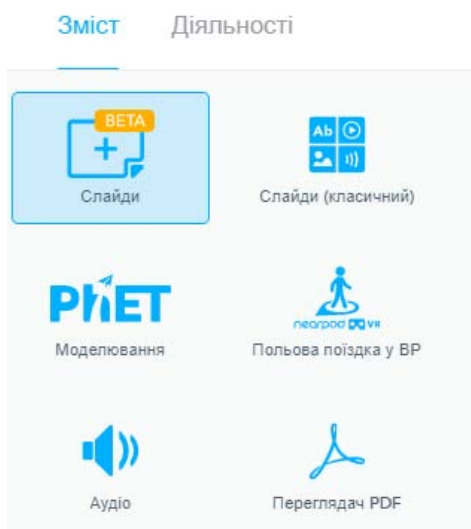 Зміст Діяльності
BETA
Слайди
Ab
Слайди (класичний)
PhET
Моделювання
nearpod VR
Польова поїздка у ВР
Аудіо
Переглядач PDF